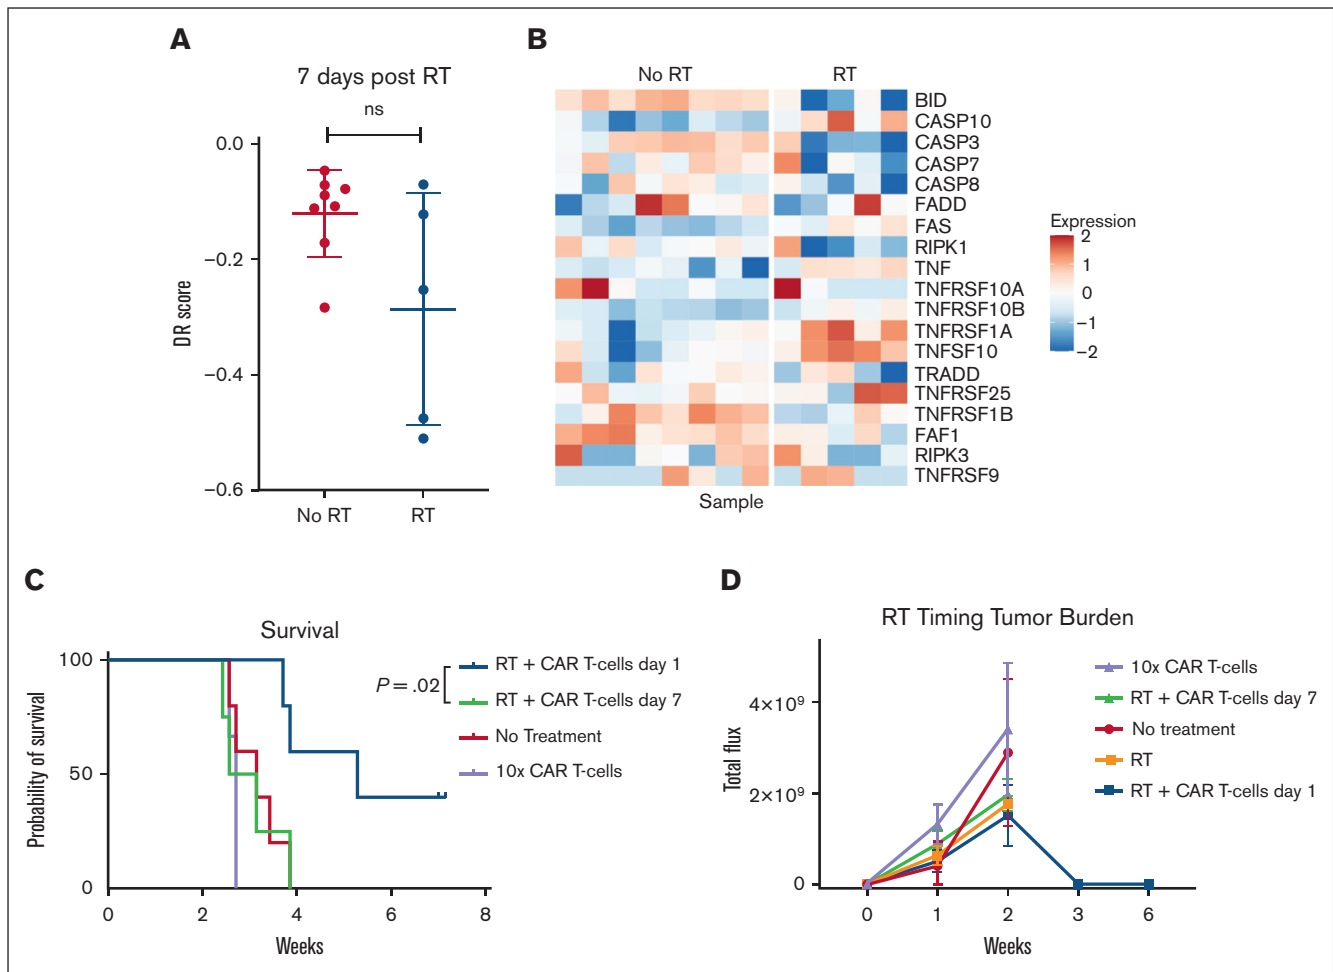 A
7 days post RT
ns
0.0
−0.2
−0.4
−0.6
DR score
No RT
RT
B
No RT
RT
BID
CASP10
CASP3
CASP7
CASP8
FADD
FAS
RIPK1
TNF
TNFRSF10A
TNFRSF10B
TNFRSF1A
TNFSF10
TRADD
TNFRSF25
TNFRSF1B
FAF1
RIPK3
TNFRSF9
Sample
Expression
2
1
0
−1
−2
C
Survival
100
50
0
Probability of survival
0 2 4 6 8
Weeks
RT + CAR T-cells day 1
P = .02
RT + CAR T-cells day 7
No Treatment
10x CAR T-cells
D
RT Timing Tumor Burden
4×10⁹
2×10⁹
0
Total flux
0 1 2 3 6
Weeks
10x CAR T-cells
RT + CAR T-cells day 7
No treatment
RT
RT + CAR T-cells day 1